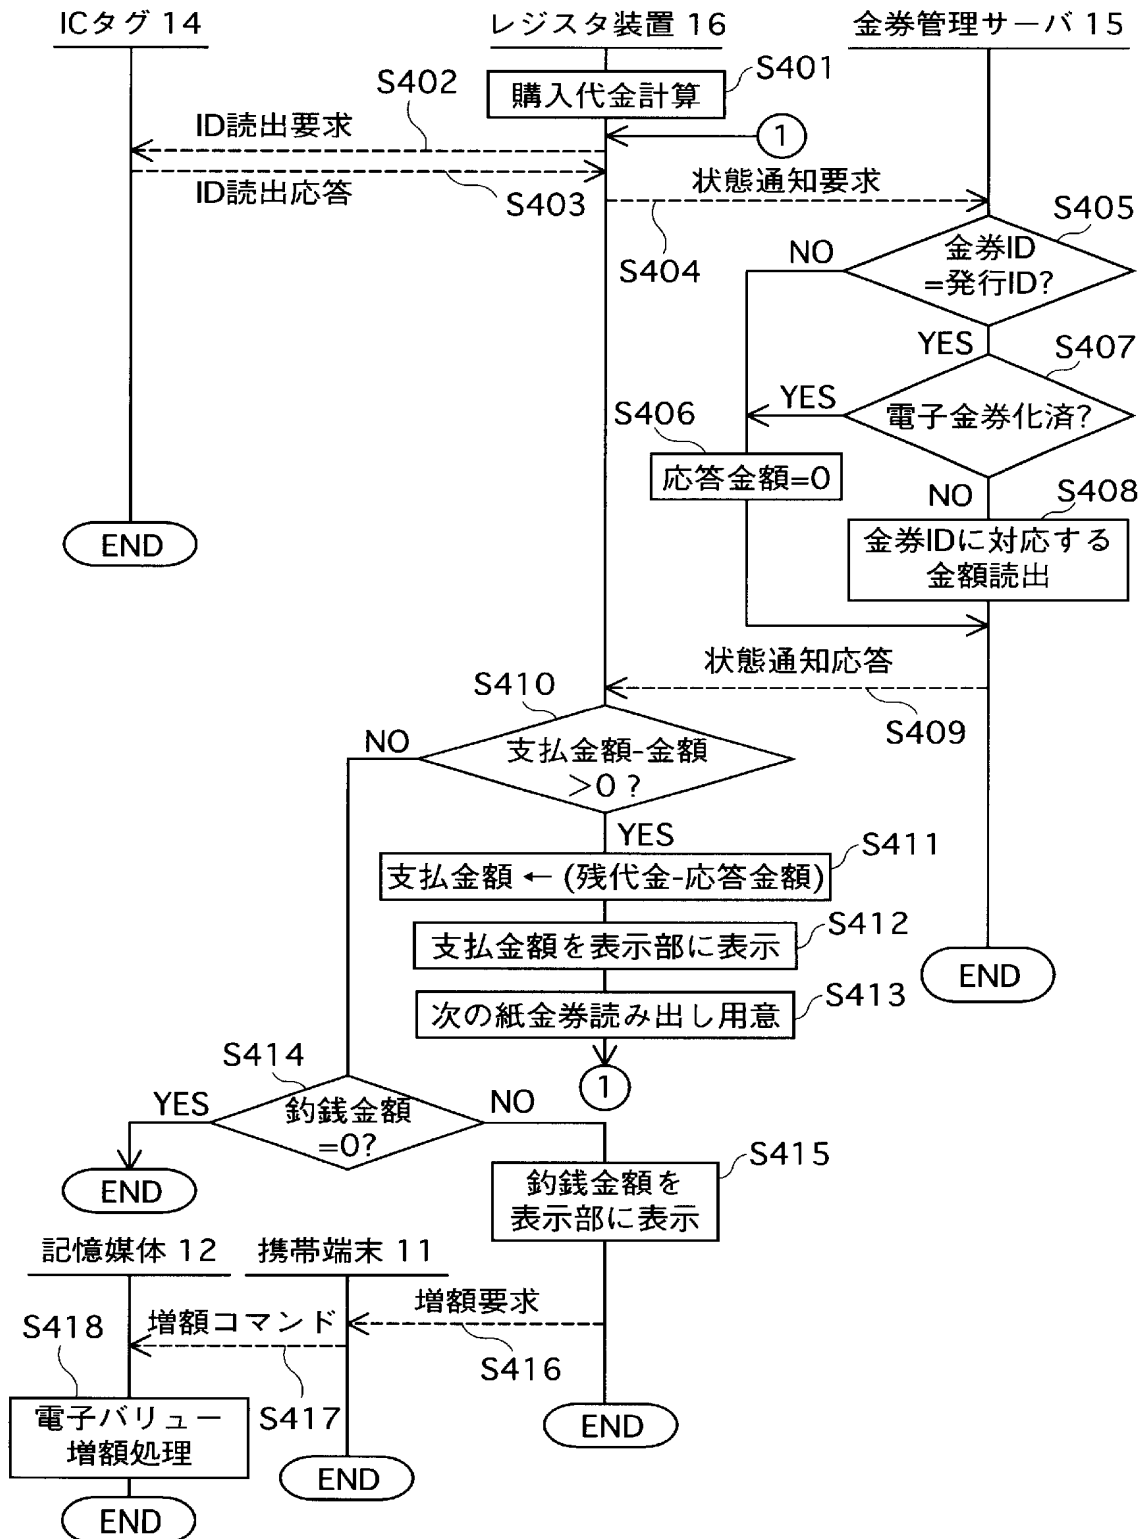 ICタグ 14
レジスタ装置 16
金券管理サーバ 15
S401
購入代金計算
S402
ID読出要求
1
ID読出応答
S403
状態通知要求
S404
S405
金券ID
=発行ID?
NO
YES
S407
電子金券化済?
YES
S406
応答金額=0
NO
S408
金券IDに対応する
金額読出
END
状態通知応答
S409
S410
支払金額-金額
>0 ?
NO
YES
S411
支払金額 ← (残代金-応答金額)
S412
支払金額を表示部に表示
END
S413
次の紙金券読み出し用意
1
S414
釣銭金額
=0?
YES
NO
END
S415
釣銭金額を
表示部に表示
記憶媒体 12
携帯端末 11
増額要求
S416
増額コマンド
S417
S418
電子バリュー
増額処理
END
END
END